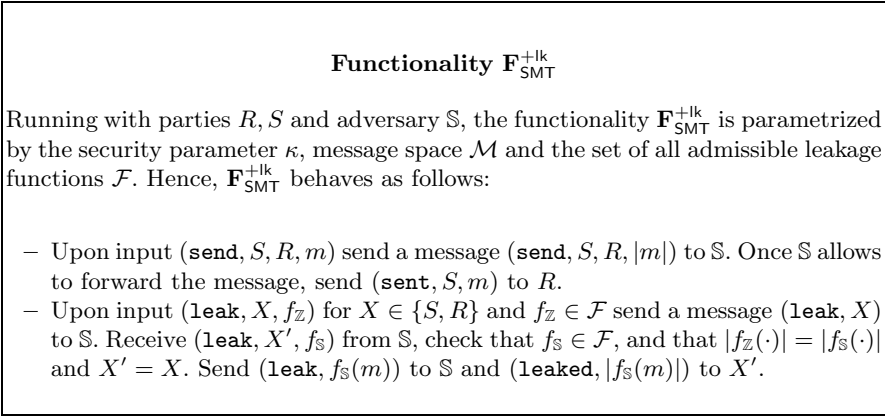 Functionality F^{+lk}_{SMT}
Running with parties R, S and adversary 𝕊, the functionality F^{+lk}_{SMT} is parametrized
by the security parameter κ, message space ℳ and the set of all admissible leakage
functions ℱ. Hence, F^{+lk}_{SMT} behaves as follows:
– Upon input (send, S, R, m) send a message (send, S, R, |m|) to 𝕊. Once 𝕊 allows
to forward the message, send (sent, S, m) to R.
– Upon input (leak, X, f_ℤ) for X ∈ {S, R} and f_ℤ ∈ ℱ send a message (leak, X)
to 𝕊. Receive (leak, X′, f_𝕊) from 𝕊, check that f_𝕊 ∈ ℱ, and that |f_ℤ(·)| = |f_𝕊(·)|
and X′ = X. Send (leak, f_𝕊(m)) to 𝕊 and (leaked, |f_𝕊(m)|) to X′.